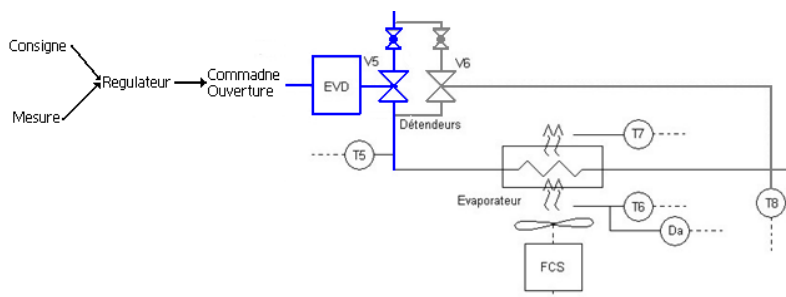 Consigne
Mesure
Regulateur
Commadne
Ouverture
EVD
V5
V6
Détendeurs
T5
T7
Evaporateur
T6
T8
Da
FCS